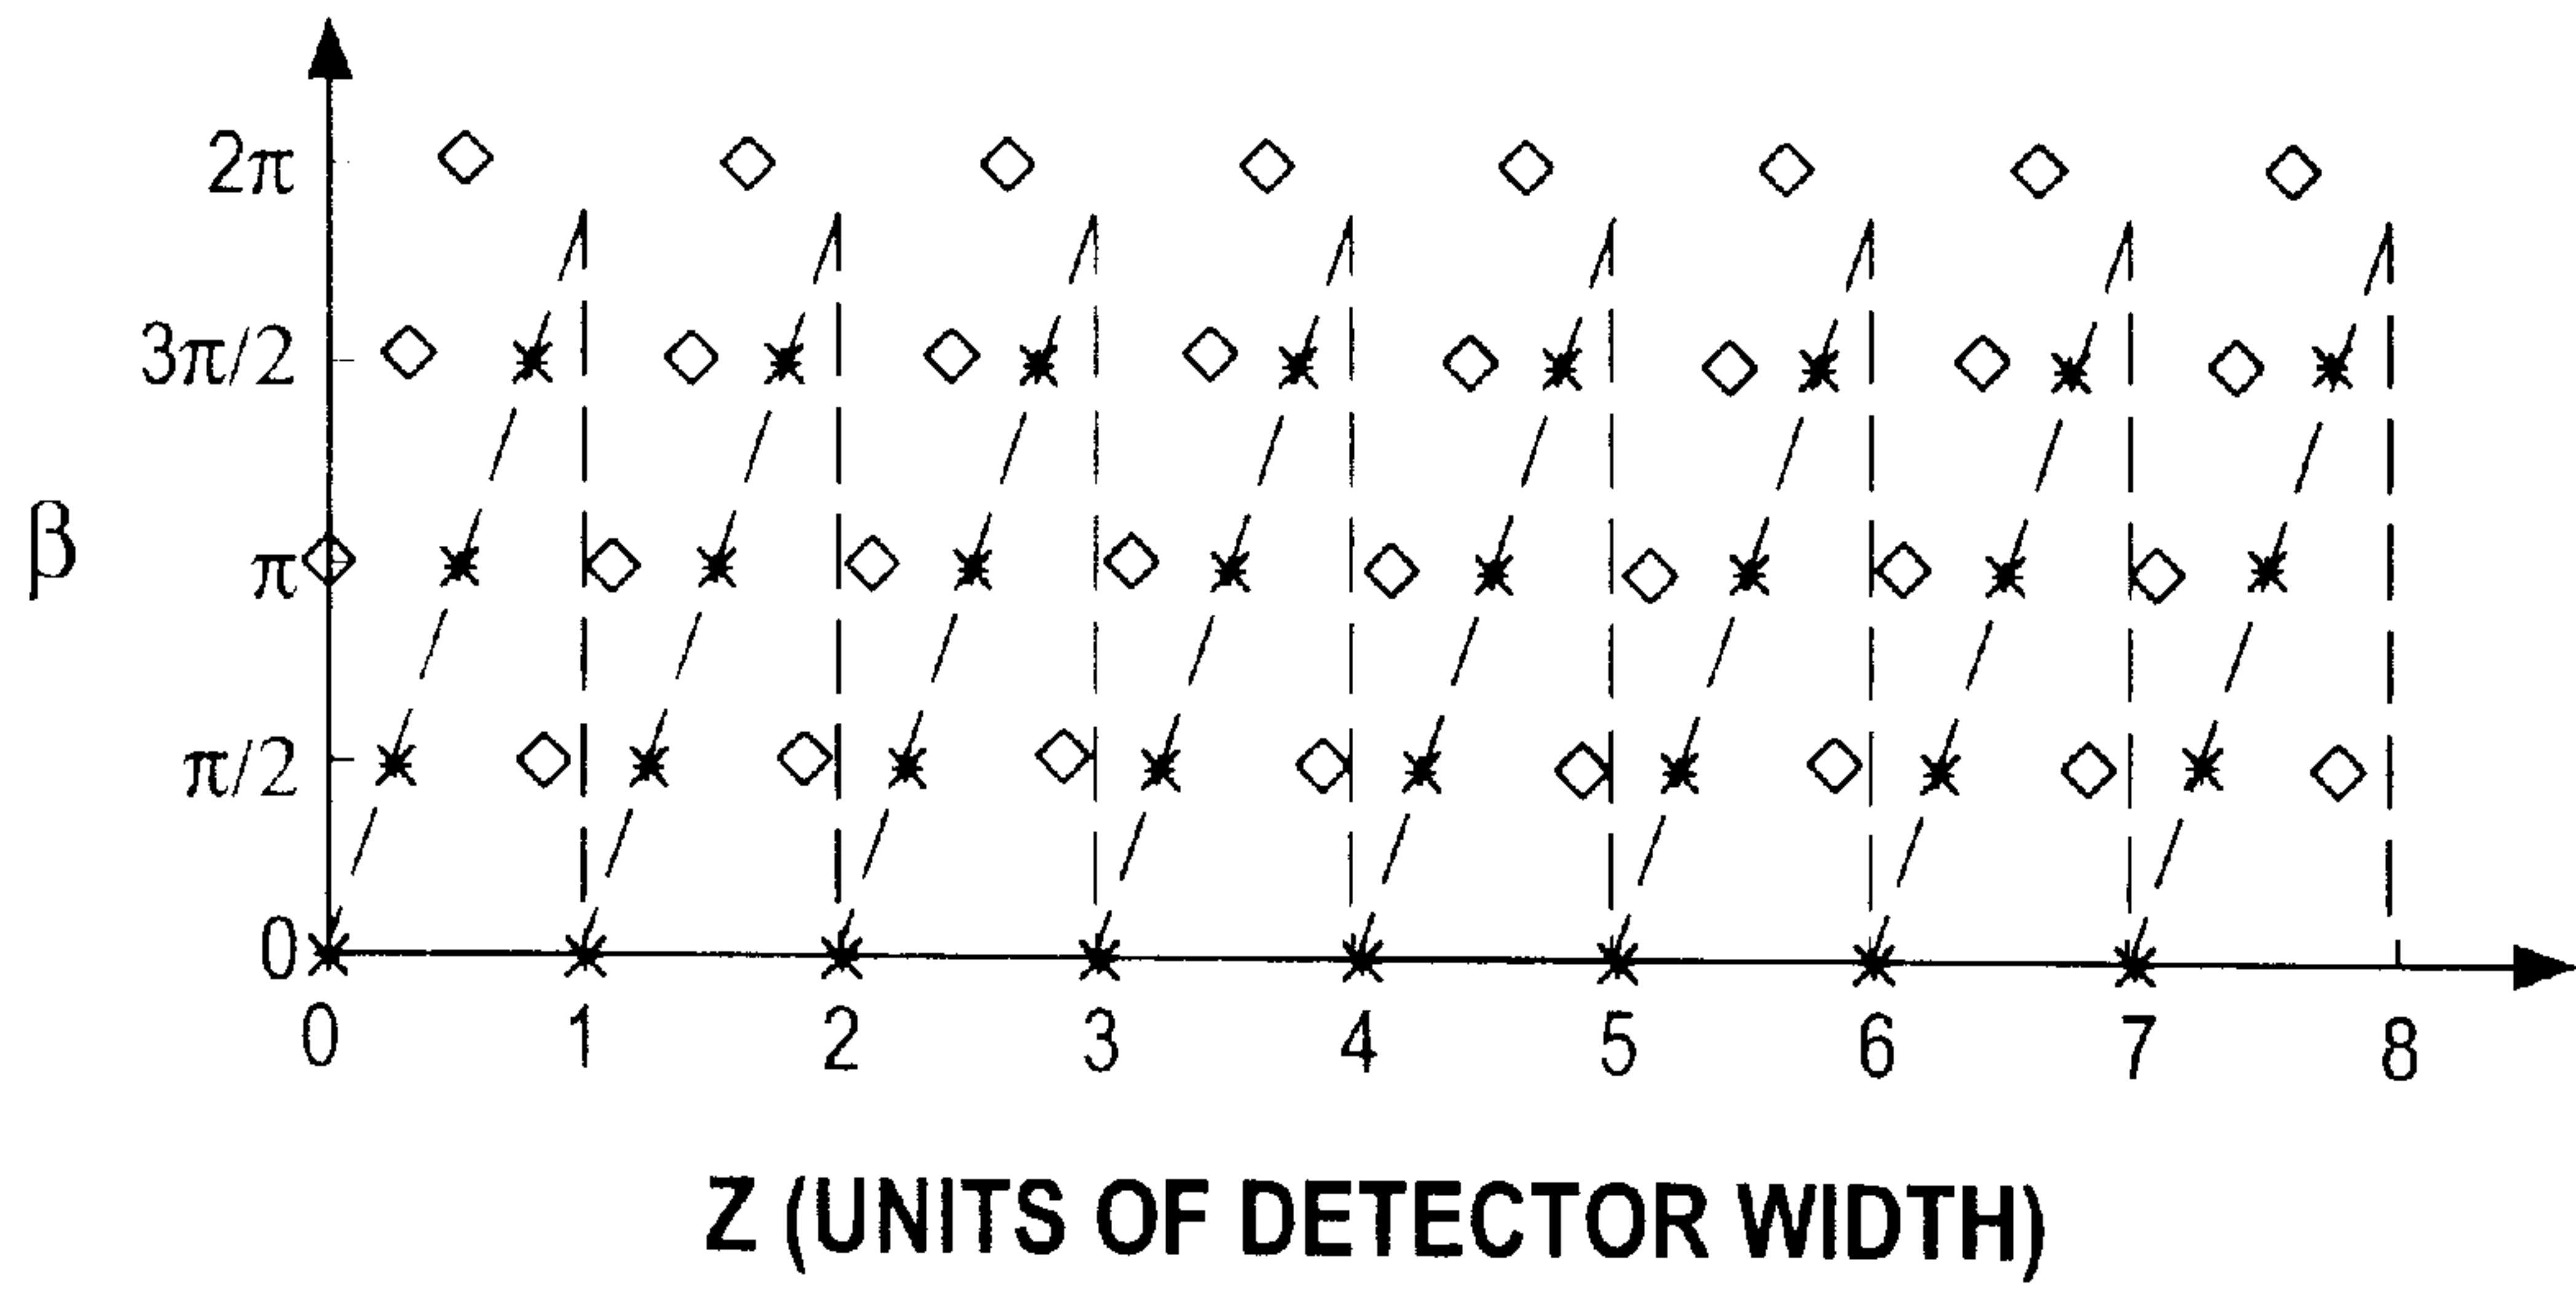 2π
3π/2
β
π
π/2
0
0 1 2 3 4 5 6 7 8
Z (UNITS OF DETECTOR WIDTH)